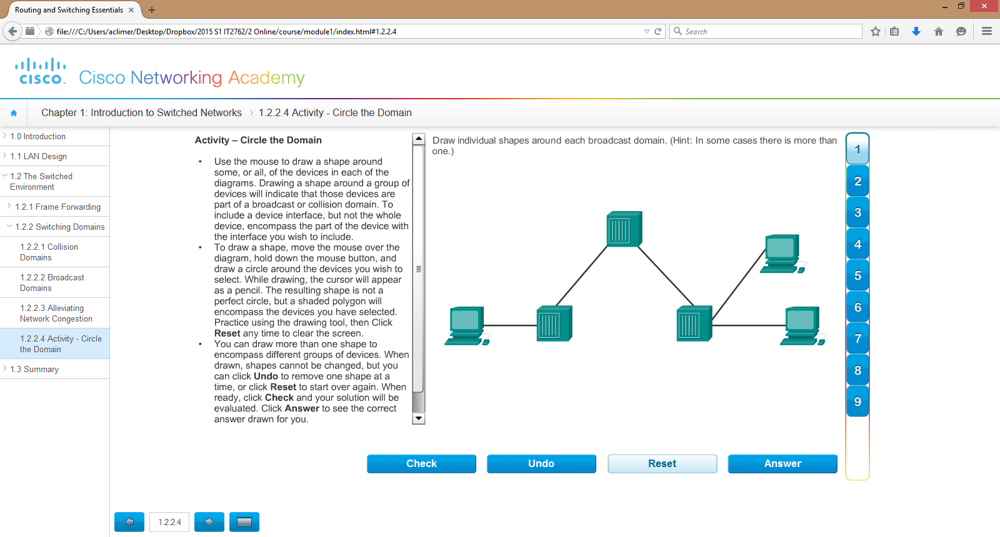 Routing and Switching Essentials
file:///C:/Users/aclimer/Desktop/Dropbox/2015 S1 IT2762/2 Online/course/module1/index.html#1.2.2.4
Search
CISCO.
Cisco Networking Academy
Chapter 1: Introduction to Switched Networks
1.2.2.4 Activity - Circle the Domain
1.0 Introduction
1.1 LAN Design
1.2 The Switched
Environment
1.2.1 Frame Forwarding
1.2.2 Switching Domains
1.2.2.1 Collision
Domains
1.2.2.2 Broadcast
Domains
1.2.2.3 Alleviating
Network Congestion
1.2.2.4 Activity - Circle
the Domain
1.3 Summary
Activity – Circle the Domain
• Use the mouse to draw a shape around
some, or all, of the devices in each of the
diagrams. Drawing a shape around a group of
devices will indicate that those devices are
part of a broadcast or collision domain. To
include a device interface, but not the whole
device, encompass the part of the device with
the interface you wish to include.
• To draw a shape, move the mouse over the
diagram, hold down the mouse button, and
draw a circle around the devices you wish to
select. While drawing, the cursor will appear
as a pencil. The resulting shape is not a
perfect circle, but a shaded polygon will
encompass the devices you have selected.
Practice using the drawing tool, then Click
Reset any time to clear the screen.
• You can draw more than one shape to
encompass different groups of devices. When
drawn, shapes cannot be changed, but you
can click Undo to remove one shape at a
time, or click Reset to start over again. When
ready, click Check and your solution will be
evaluated. Click Answer to see the correct
answer drawn for you.
Draw individual shapes around each broadcast domain. (Hint: In some cases there is more than
one.)
1
2
3
4
5
6
7
8
9
Check
Undo
Reset
Answer
1.2.2.4